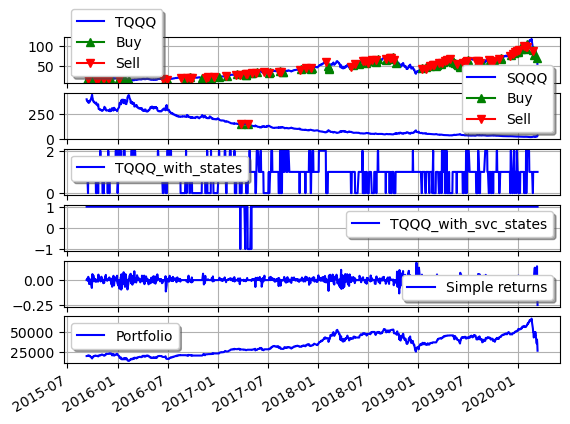 TQQQ
Buy
Sell
100
50
SQQQ
Buy
Sell
250
0
TQQQ_with_states
2
0
TQQQ_with_svc_states
1
−1
Simple returns
0.00
−0.25
Portfolio
50000
25000
2015-07 2016-01 2016-07 2017-01 2017-07 2018-01 2018-07 2019-01 2019-07 2020-01